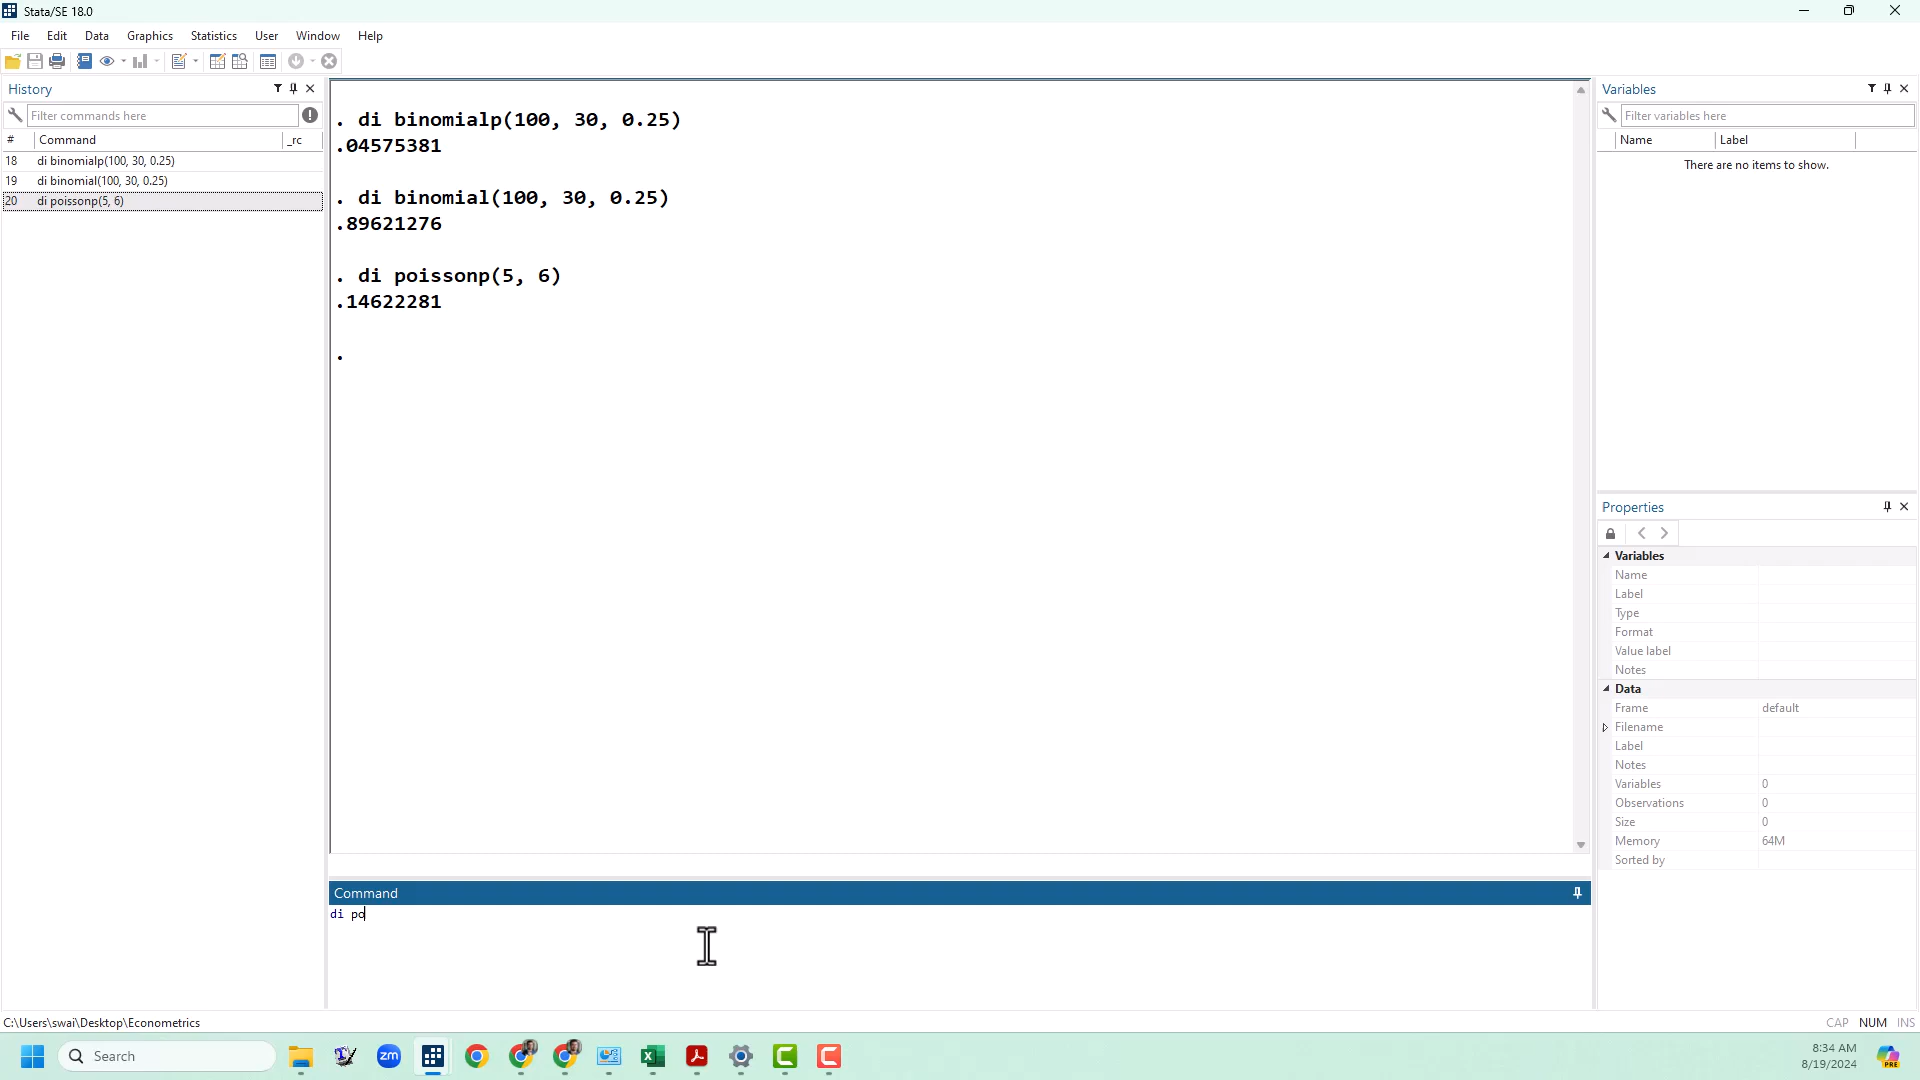 Stata/SE 18.0
File Edit Data Graphics Statistics User Window Help
History
Filter commands here
# Command _rc
18 di binomialp(100, 30, 0.25)
19 di binomial(100, 30, 0.25)
20 di poissonp(5, 6)
. di binomialp(100, 30, 0.25)
.04575381
. di binomial(100, 30, 0.25)
.89621276
. di poissonp(5, 6)
.14622281
.
Command
di po
Variables
Filter variables here
Name Label
There are no items to show.
Properties
Variables
Name
Label
Type
Format
Value label
Notes
Data
Frame default
Filename
Label
Notes
Variables 0
Observations 0
Size 0
Memory 64M
Sorted by
C:\Users\swai\Desktop\Econometrics
CAP NUM INS
Search
zm
8:34 AM
8/19/2024
PRE